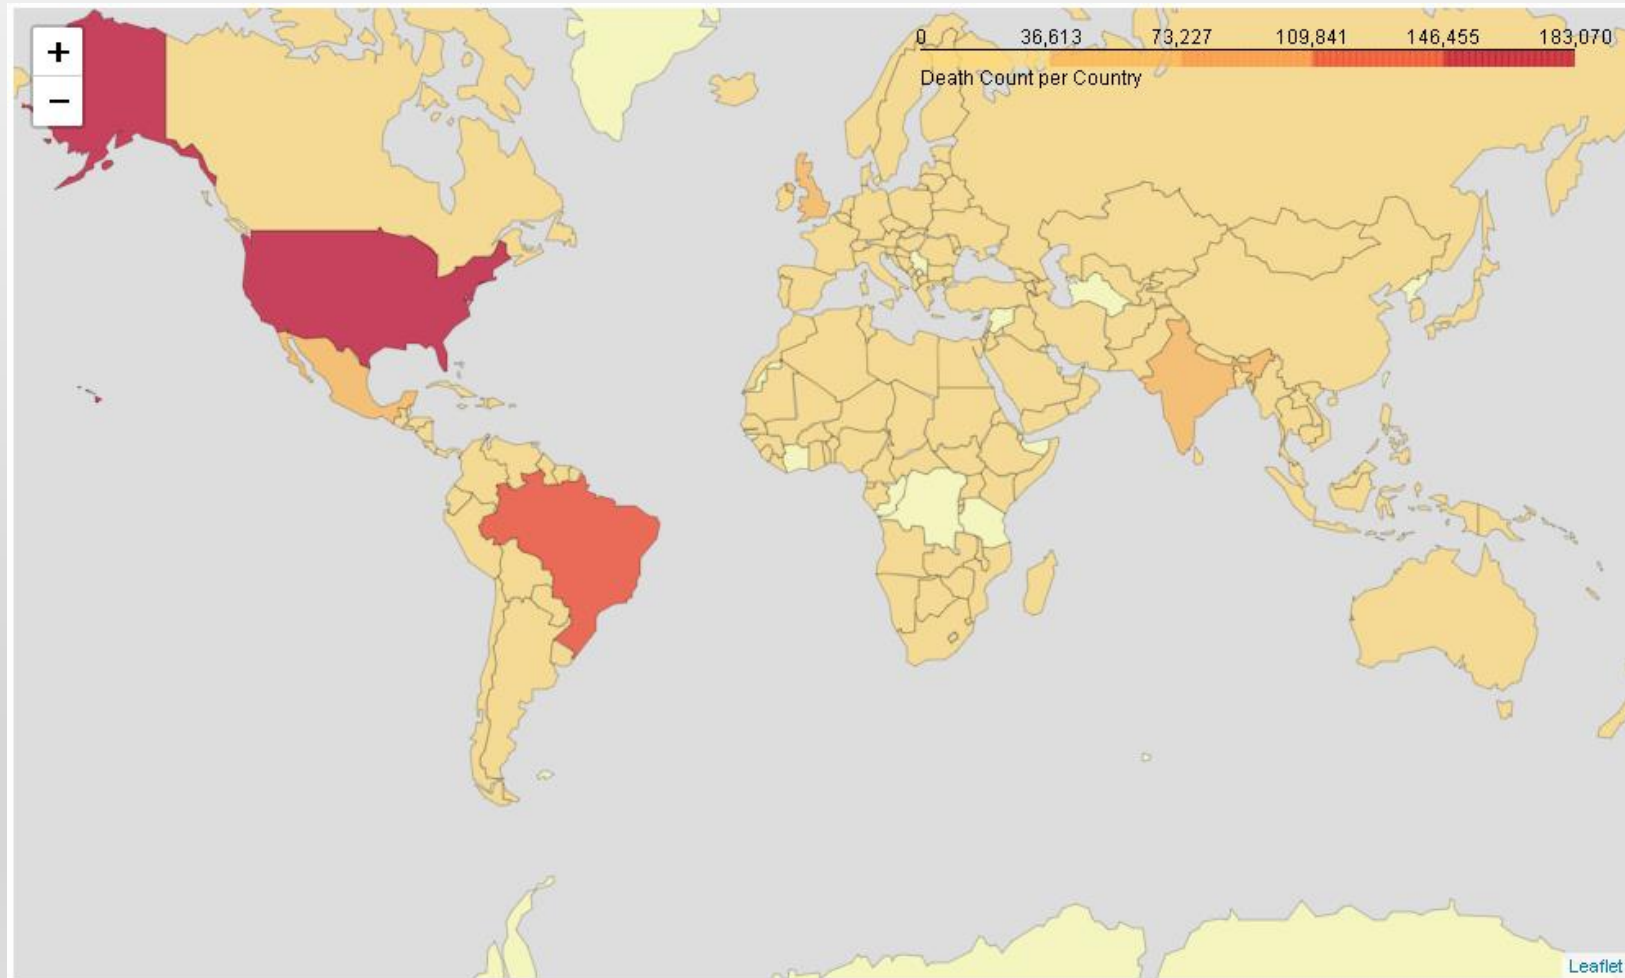 +
−
0 36,613 73,227 109,841 146,455 183,070
Death Count per Country
Leaflet